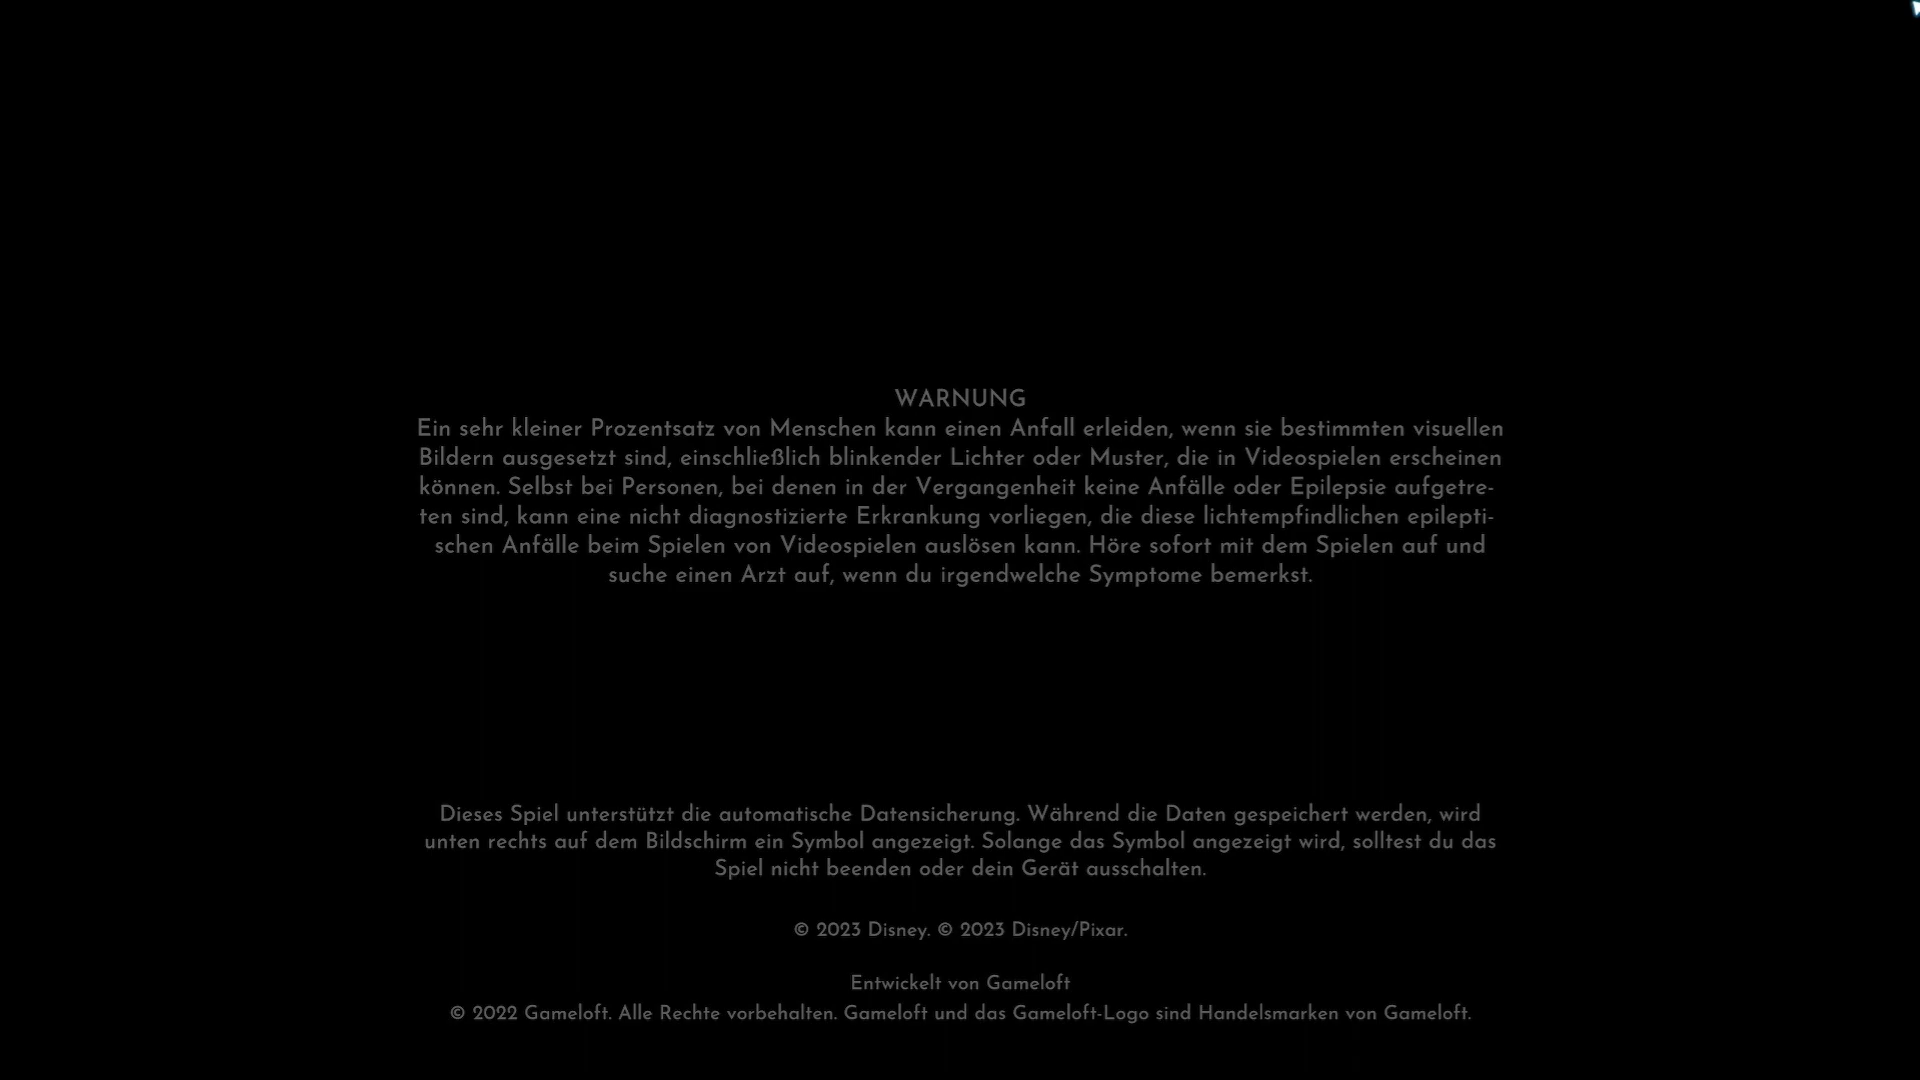 WARNUNG
Ein sehr kleiner Prozentsatz von Menschen kann einen Anfall erleiden, wenn sie bestimmten visuellen
Bildern ausgesetzt sind, einschließlich blinkender Lichter oder Muster, die in Videospielen erscheinen
können. Selbst bei Personen, bei denen in der Vergangenheit keine Anfälle oder Epilepsie aufgetre-
ten sind, kann eine nicht diagnostizierte Erkrankung vorliegen, die diese lichtempfindlichen epilepti-
schen Anfälle beim Spielen von Videospielen auslösen kann. Höre sofort mit dem Spielen auf und
suche einen Arzt auf, wenn du irgendwelche Symptome bemerkst.
Dieses Spiel unterstützt die automatische Datensicherung. Während die Daten gespeichert werden, wird
unten rechts auf dem Bildschirm ein Symbol angezeigt. Solange das Symbol angezeigt wird, solltest du das
Spiel nicht beenden oder dein Gerät ausschalten.
© 2023 Disney. © 2023 Disney/Pixar.
Entwickelt von Gameloft
© 2022 Gameloft. Alle Rechte vorbehalten. Gameloft und das Gameloft-Logo sind Handelsmarken von Gameloft.